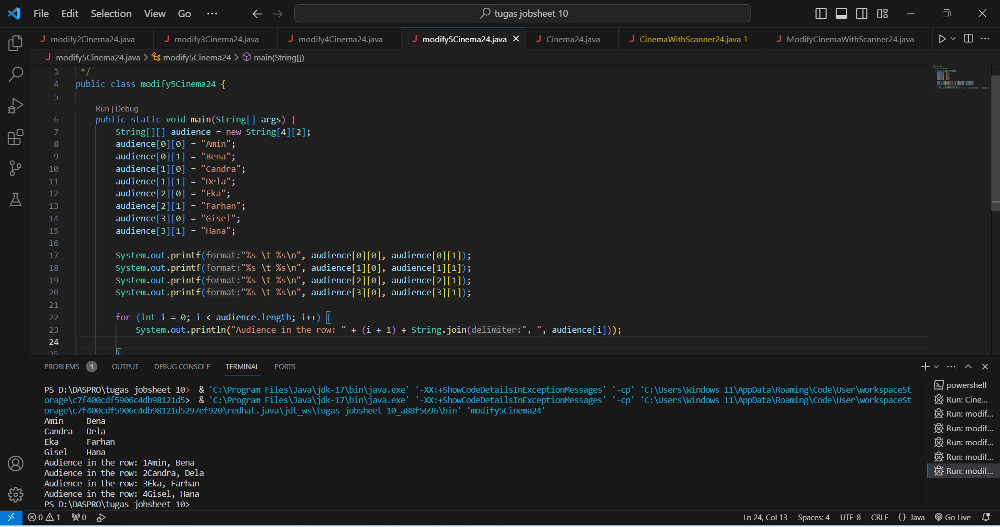 File Edit Selection View Go ··· tugas jobsheet 10
modify2Cinema24.java modify3Cinema24.java modify4Cinema24.java modify5Cinema24.java Cinema24.java CinemaWithScanner24.java 1 ModifyCinemaWithScanner24.java
modify5Cinema24.java > modify5Cinema24 > main(String[])
3 */
4 public class modify5Cinema24 {
5
Run | Debug
6 public static void main(String[] args) {
7 String[][] audience = new String[4][2];
8 audience[0][0] = "Amin";
9 audience[0][1] = "Bena";
10 audience[1][0] = "Candra";
11 audience[1][1] = "Dela";
12 audience[2][0] = "Eka";
13 audience[2][1] = "Farhan";
14 audience[3][0] = "Gisel";
15 audience[3][1] = "Hana";
16
17 System.out.printf(format:"%s \t %s\n", audience[0][0], audience[0][1]);
18 System.out.printf(format:"%s \t %s\n", audience[1][0], audience[1][1]);
19 System.out.printf(format:"%s \t %s\n", audience[2][0], audience[2][1]);
20 System.out.printf(format:"%s \t %s\n", audience[3][0], audience[3][1]);
21
22 for (int i = 0; i < audience.length; i++) {
23 System.out.println("Audience in the row: " + (i + 1) + String.join(delimiter:", ", audience[i]));
24
25 }
PROBLEMS 1 OUTPUT DEBUG CONSOLE TERMINAL PORTS
PS D:\DASPRO\tugas jobsheet 10> & 'C:\Program Files\Java\jdk-17\bin\java.exe' '-XX:+ShowCodeDetailsInExceptionMessages' '-cp' 'C:\Users\Windows 11\AppData\Roaming\Code\User\workspaceSt
orage\c7f400cdf5906c4db98121d5> & 'C:\Program Files\Java\jdk-17\bin\java.exe' '-XX:+ShowCodeDetailsInExceptionMessages' '-cp' 'C:\Users\Windows 11\AppData\Roaming\Code\User\workspaceSt
orage\c7f400cdf5906c4db98121d5297ef920\redhat.java\jdt_ws\tugas jobsheet 10_a88f5696\bin' 'modify5Cinema24'
Amin Bena
Candra Dela
Eka Farhan
Gisel Hana
Audience in the row: 1Amin, Bena
Audience in the row: 2Candra, Dela
Audience in the row: 3Eka, Farhan
Audience in the row: 4Gisel, Hana
PS D:\DASPRO\tugas jobsheet 10>
powershell
Run: Cine...
Run: modif...
Run: modif...
Run: modif...
Run: modif...
Run: modif...
0 1 0 Ln 24, Col 13 Spaces: 4 UTF-8 CRLF {} Java Go Live